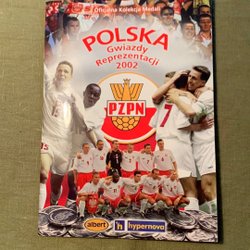 Oficjalna Kolekcja Medali
POLSKA
Gwiazdy
Reprezentacji
2002
PZPN
7
albert
h hypernova